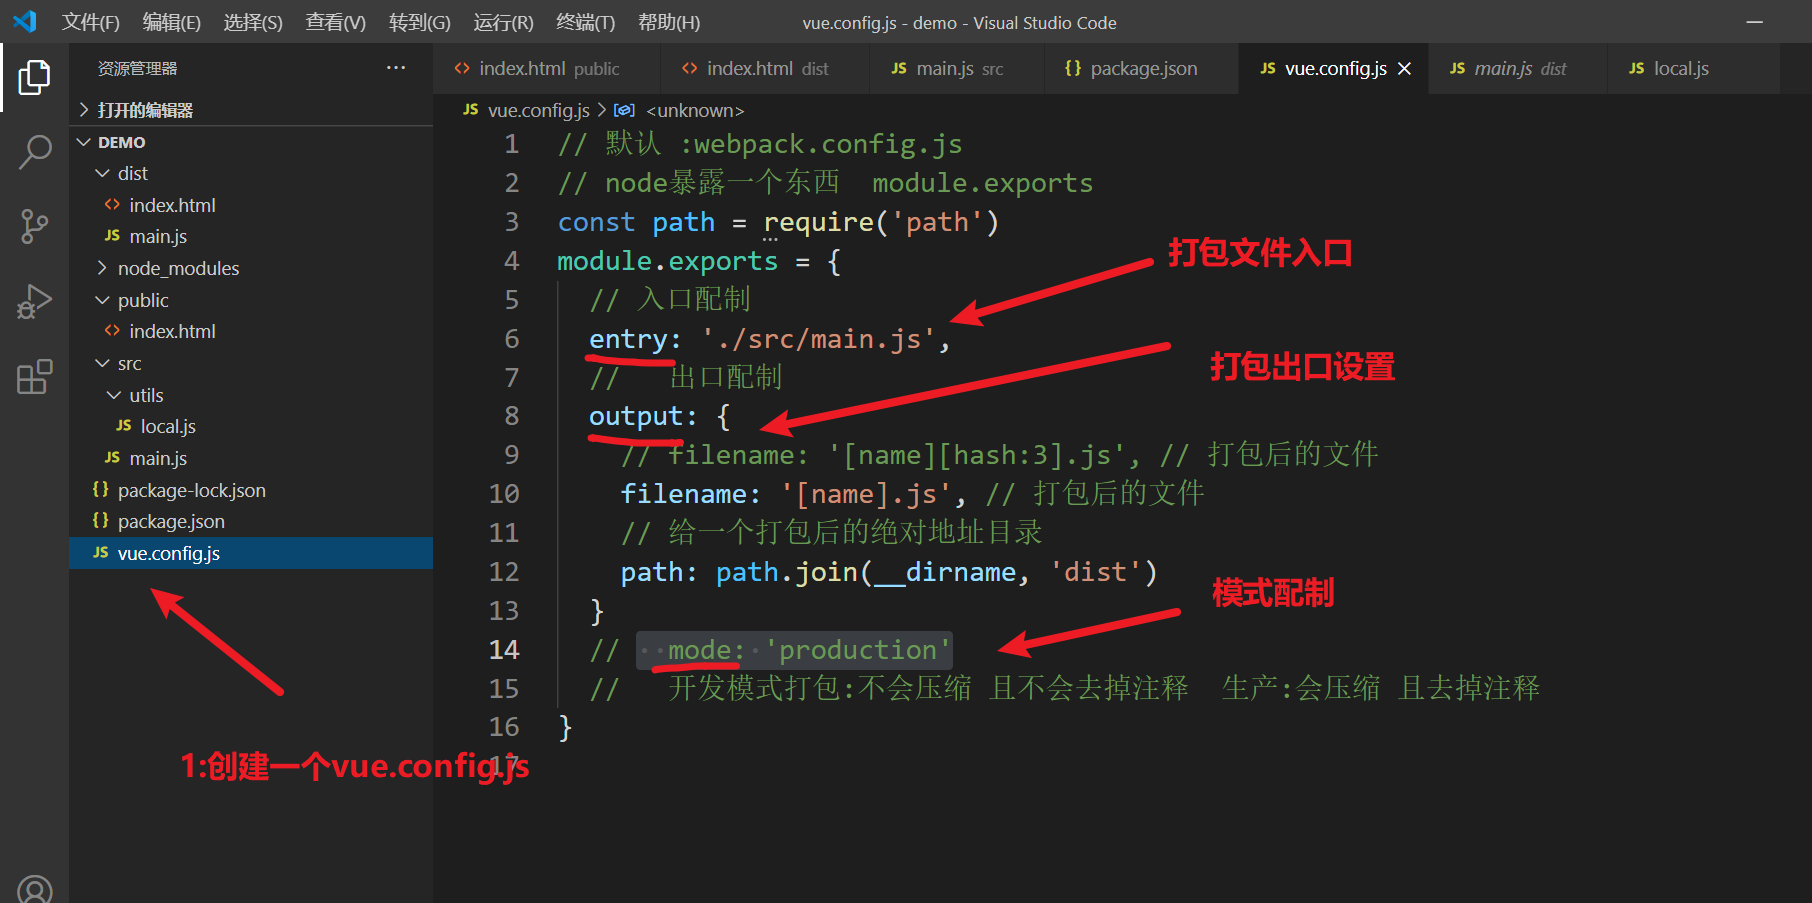 文件(F) 编辑(E) 选择(S) 查看(V) 转到(G) 运行(R) 终端(T) 帮助(H) vue.config.js - demo - Visual Studio Code
资源管理器 ···
打开的编辑器
DEMO
dist
index.html
JS main.js
node_modules
public
index.html
src
utils
JS local.js
JS main.js
{} package-lock.json
{} package.json
JS vue.config.js
1:创建一个vue.config.js
index.html public index.html dist JS main.js src {} package.json JS vue.config.js JS main.js dist JS local.js
JS vue.config.js > <unknown>
1 // 默认 :webpack.config.js
2 // node暴露一个东西 module.exports
3 const path = require('path')
4 module.exports = {
打包文件入口
5 // 入口配制
6 entry: './src/main.js',
7 // 出口配制
打包出口设置
8 output: {
9 // filename: '[name][hash:3].js', // 打包后的文件
10 filename: '[name].js', // 打包后的文件
11 // 给一个打包后的绝对地址目录
12 path: path.join(__dirname, 'dist')
模式配制
13 }
14 // ··mode:·'production'
15 // 开发模式打包:不会压缩 且不会去掉注释 生产:会压缩 且去掉注释
16 }
17